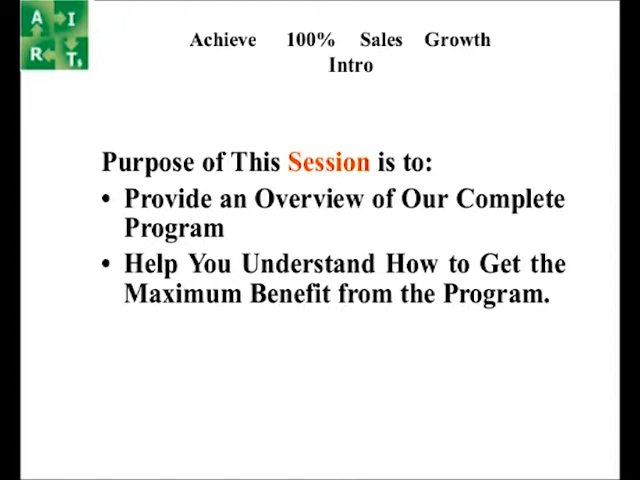 A I
R Ts
Achieve 100% Sales Growth
Intro
Purpose of This Session is to:
• Provide an Overview of Our Complete
Program
• Help You Understand How to Get the
Maximum Benefit from the Program.